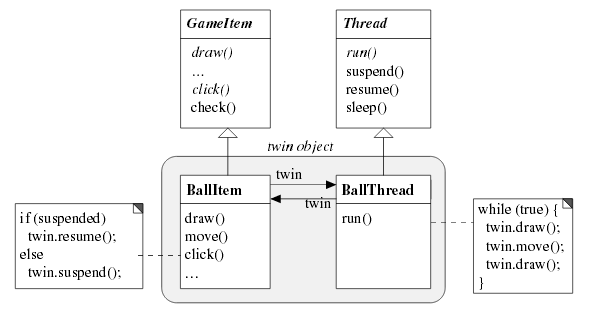 GameItem
draw()
...
click()
check()
Thread
run()
suspend()
resume()
sleep()
twin object
BallItem
draw()
move()
click()
...
twin
twin
BallThread
run()
if (suspended)
twin.resume();
else
twin.suspend();
while (true) {
twin.draw();
twin.move();
twin.draw();
}